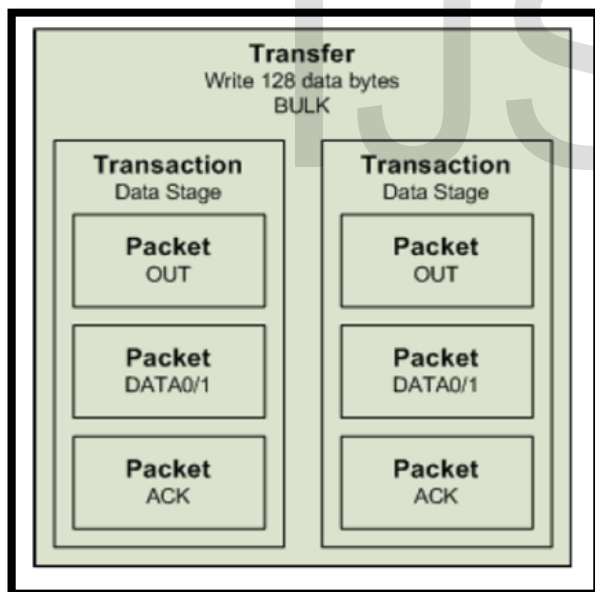 Transfer
Write 128 data bytes
BULK
Transaction
Data Stage
Packet
OUT
Packet
DATA0/1
Packet
ACK
Transaction
Data Stage
Packet
OUT
Packet
DATA0/1
Packet
ACK